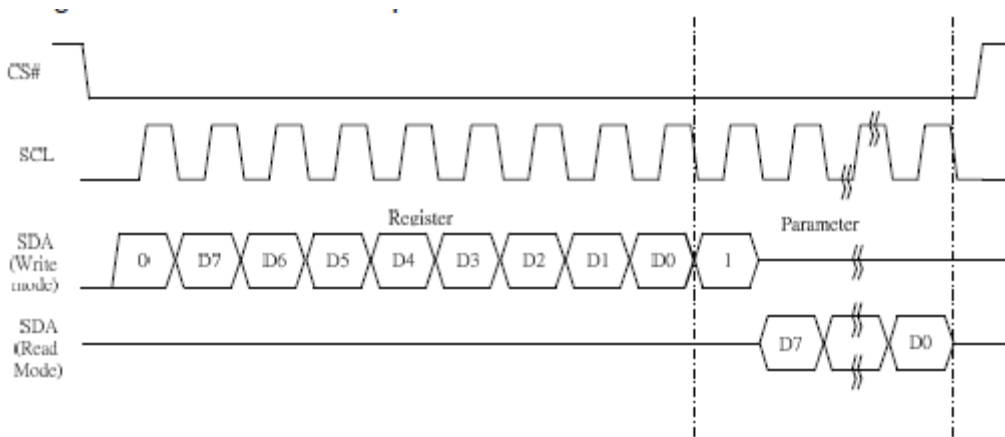 CS#
SCL
Register
Parameter
SDA
(Write
mode)
0 D7 D6 D5 D4 D3 D2 D1 D0 1
SDA
(Read
Mode)
D7 D0